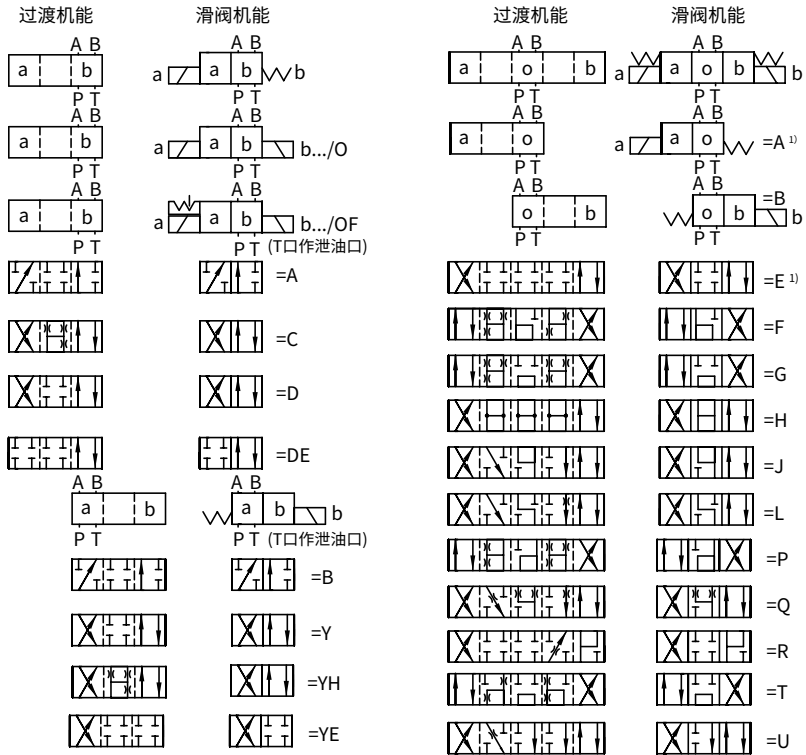 过渡机能 滑阀机能 过渡机能 滑阀机能
A B A B A B A B
a b a b b a o b a a o b b
P T P T P T P T
A B A B A B A B
a b a a b b.../O a o a a o =A 1)
P T P T P T P T
A B A B A B A B
a b a a b b.../OF o b o b b =B
P T P T (T口作泄油口) P T P T
=A =E 1)
=F
=C
=G
=D
=H
=DE =J
A B A B
a b a b b =L
P T P T (T口作泄油口)
=P
=B
=Q
=Y
=R
=YH =T
=YE =U